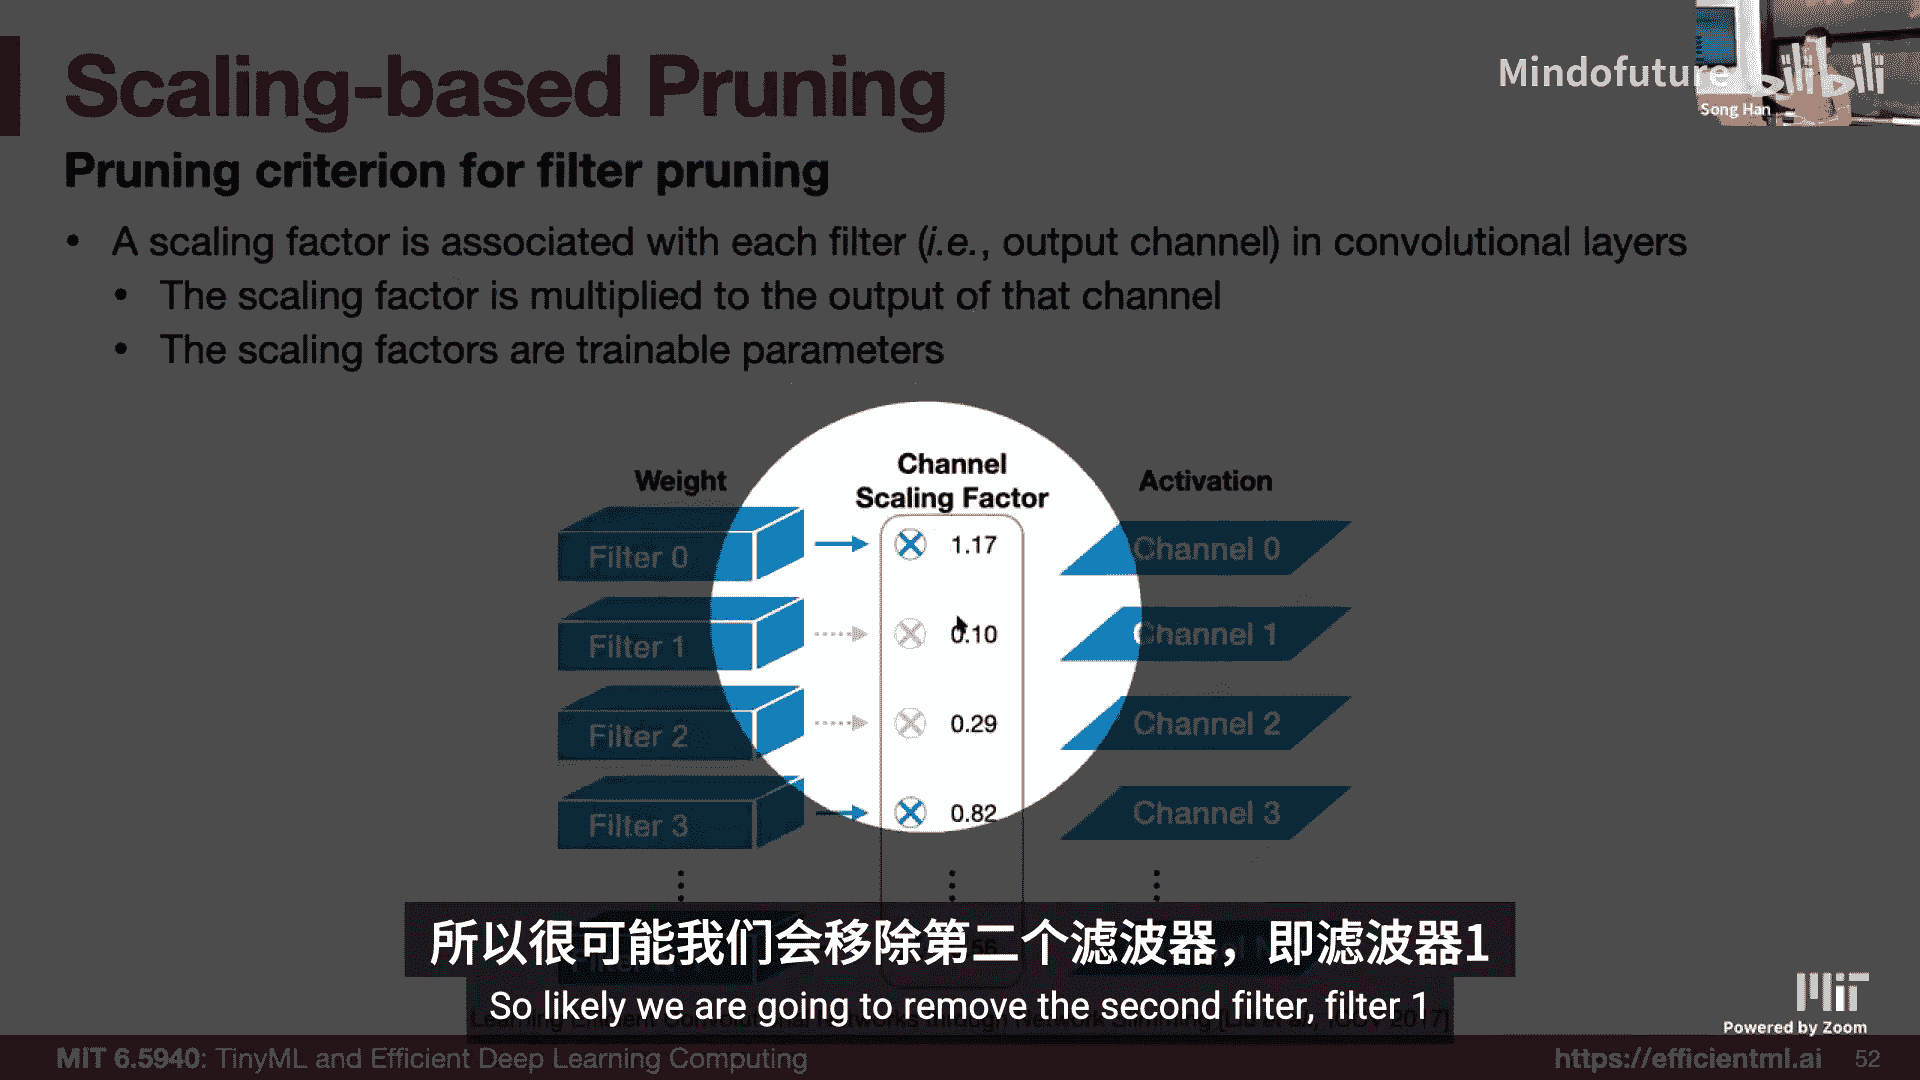 Scaling-based Pruning
Mindofuture
bilibili
Song Han
Pruning criterion for filter pruning
• A scaling factor is associated with each filter (i.e., output channel) in convolutional layers
• The scaling factor is multiplied to the output of that channel
• The scaling factors are trainable parameters
Weight
Channel
Scaling Factor
Activation
Filter 0
1.17
Channel 0
Filter 1
0.10
Channel 1
Filter 2
0.29
Channel 2
Filter 3
0.82
Channel 3
所以很可能我们会移除第二个滤波器，即滤波器1
So likely we are going to remove the second filter, filter 1
MIT
Powered by Zoom
MIT 6.5940: TinyML and Efficient Deep Learning Computing
https://efficientml.ai
52